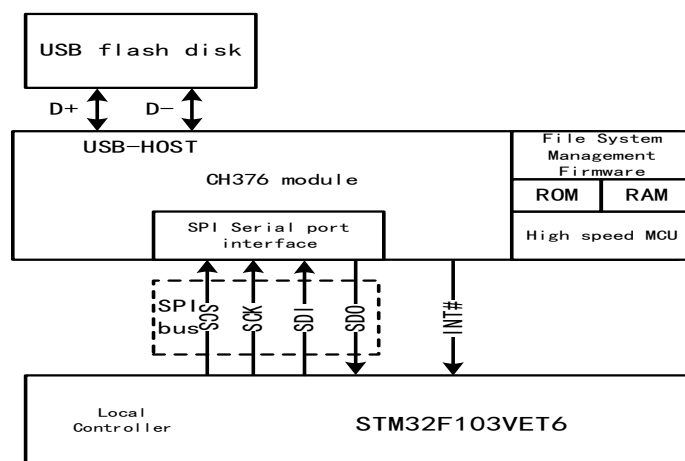 USB flash disk
D+
D-
USB-HOST
CH376 module
File System
Management
Firmware
ROM
RAM
High speed MCU
SPI Serial port
interface
SPI
bus
SCS
SCK
SDI
SDO
INT#
Local
Controller
STM32F103VET6